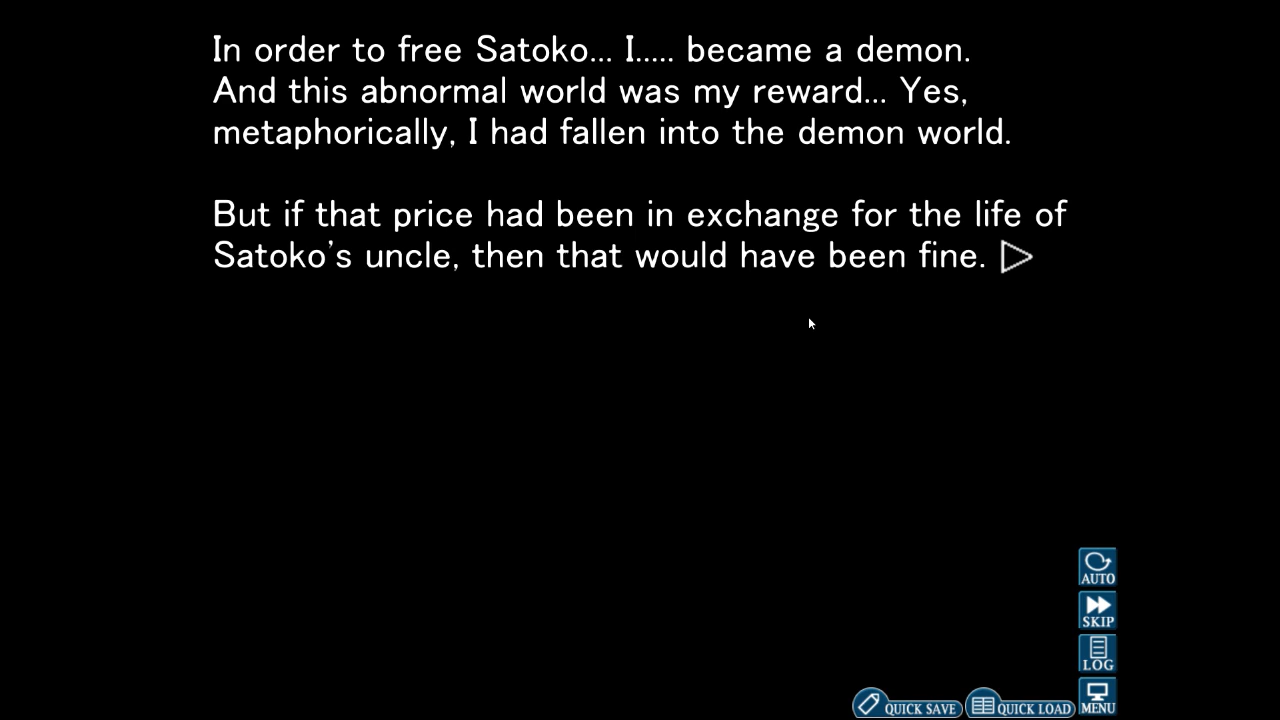 In order to free Satoko... I..... became a demon.
And this abnormal world was my reward... Yes,
metaphorically, I had fallen into the demon world.
But if that price had been in exchange for the life of
Satoko's uncle, then that would have been fine.
AUTO
SKIP
LOG
QUICK SAVE
QUICK LOAD
MENU